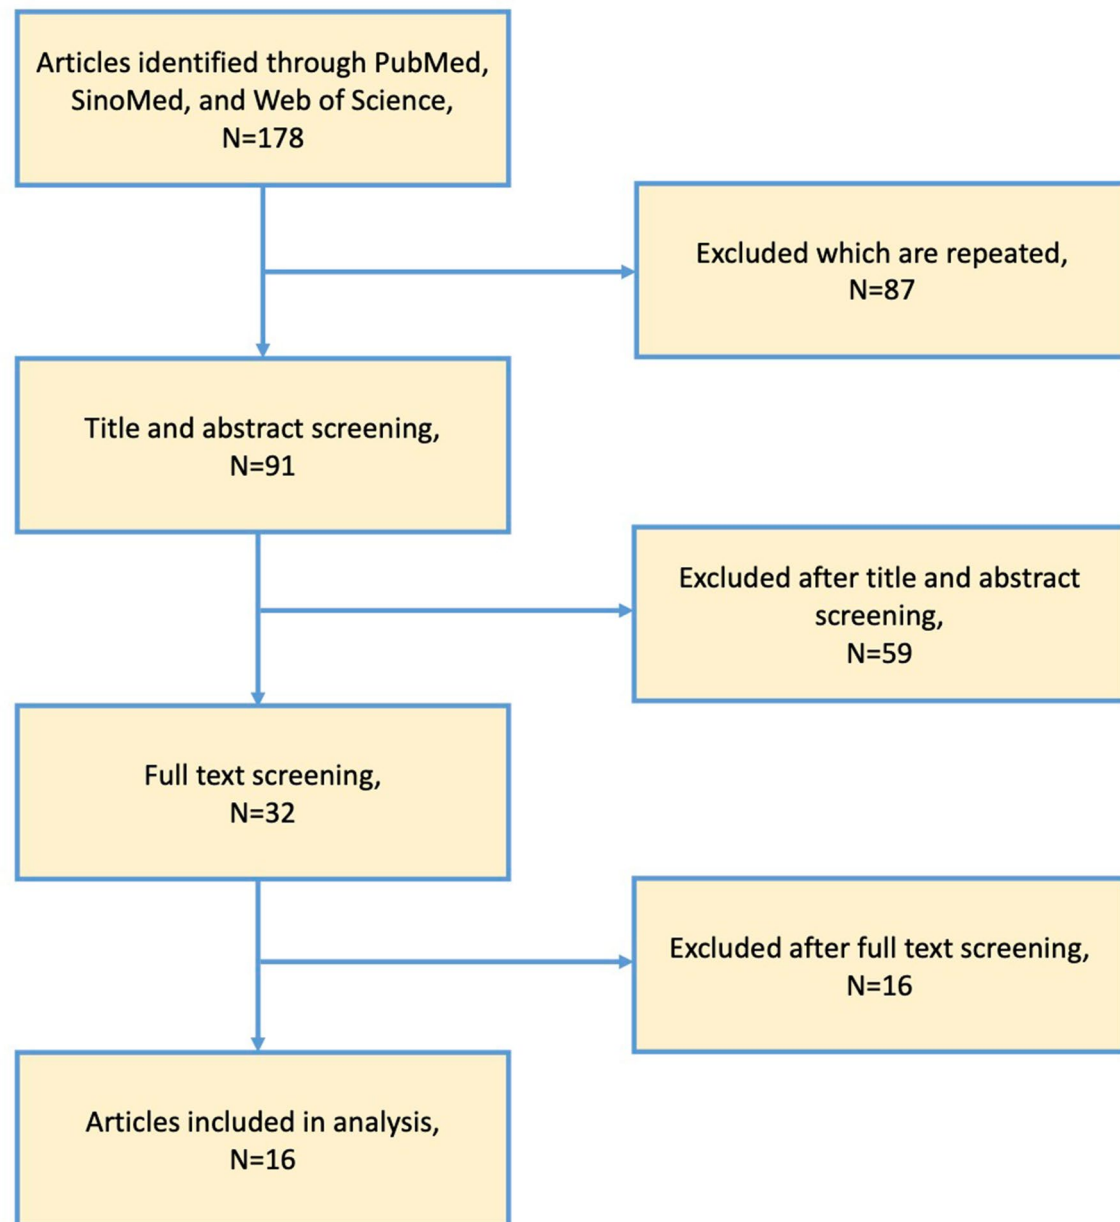 Articles identified through PubMed,
SinoMed, and Web of Science,
N=178
Excluded which are repeated,
N=87
Title and abstract screening,
N=91
Excluded after title and abstract
screening,
N=59
Full text screening,
N=32
Excluded after full text screening,
N=16
Articles included in analysis,
N=16